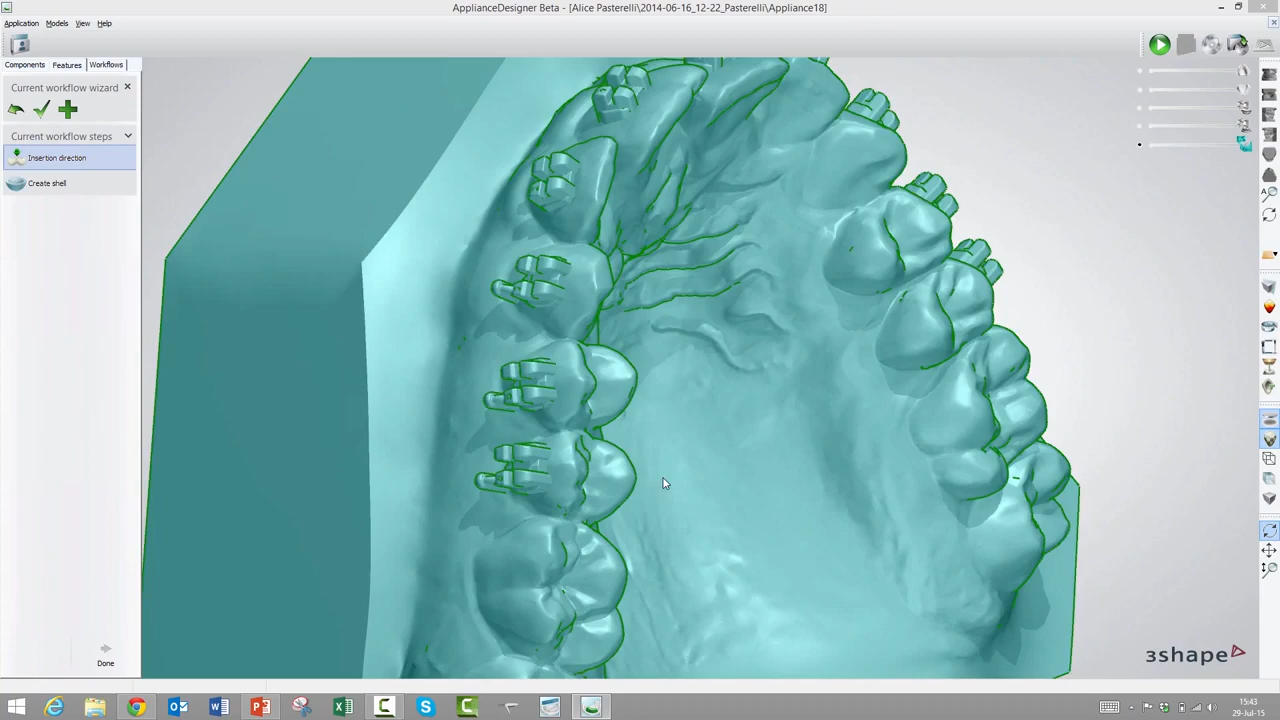 ApplianceDesigner Beta - [Alice Pasterelli\2014-06-16_12-22_Pasterelli\Appliance18]
Application Models View Help
Components Features Workflows
Current workflow wizard
Current workflow steps
Insertion direction
Create shell
Done
3shape
15:43
29-Jul-15